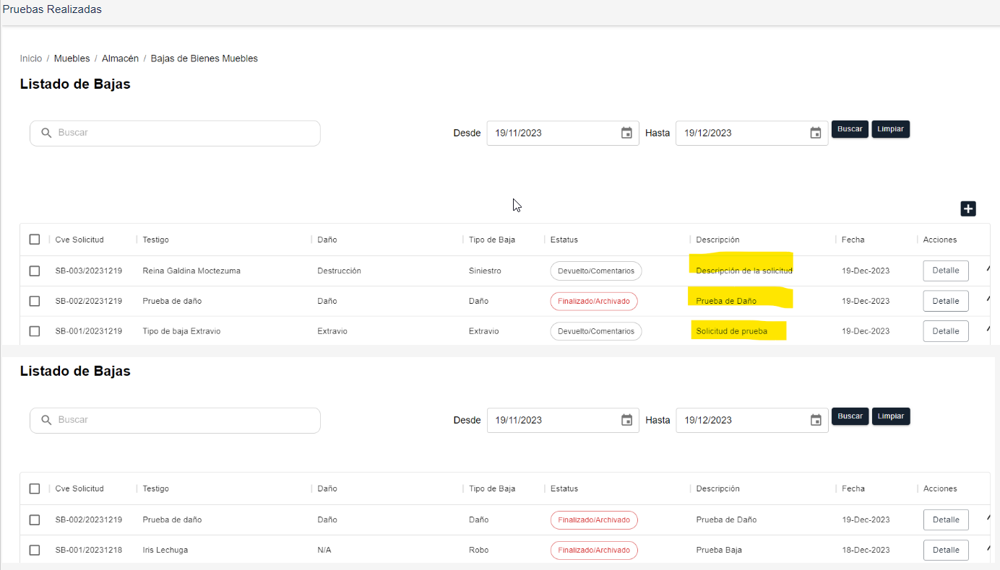 Pruebas Realizadas
Inicio / Muebles / Almacén / Bajas de Bienes Muebles
Listado de Bajas
Buscar Desde 19/11/2023 Hasta 19/12/2023 Buscar Limpiar
Cve Solicitud Testigo Daño Tipo de Baja Estatus Descripción Fecha Acciones
SB-003/20231219 Reina Galdina Moctezuma Destrucción Siniestro Devuelto/Comentarios Descripción de la solicitud 19-Dec-2023 Detalle
SB-002/20231219 Prueba de daño Daño Daño Finalizado/Archivado Prueba de Daño 19-Dec-2023 Detalle
SB-001/20231219 Tipo de baja Extravio Extravio Extravio Devuelto/Comentarios Solicitud de prueba 19-Dec-2023 Detalle
Listado de Bajas
Buscar Desde 19/11/2023 Hasta 19/12/2023 Buscar Limpiar
Cve Solicitud Testigo Daño Tipo de Baja Estatus Descripción Fecha Acciones
SB-002/20231219 Prueba de daño Daño Daño Finalizado/Archivado Prueba de Daño 19-Dec-2023 Detalle
SB-001/20231218 Iris Lechuga N/A Robo Finalizado/Archivado Prueba Baja 18-Dec-2023 Detalle